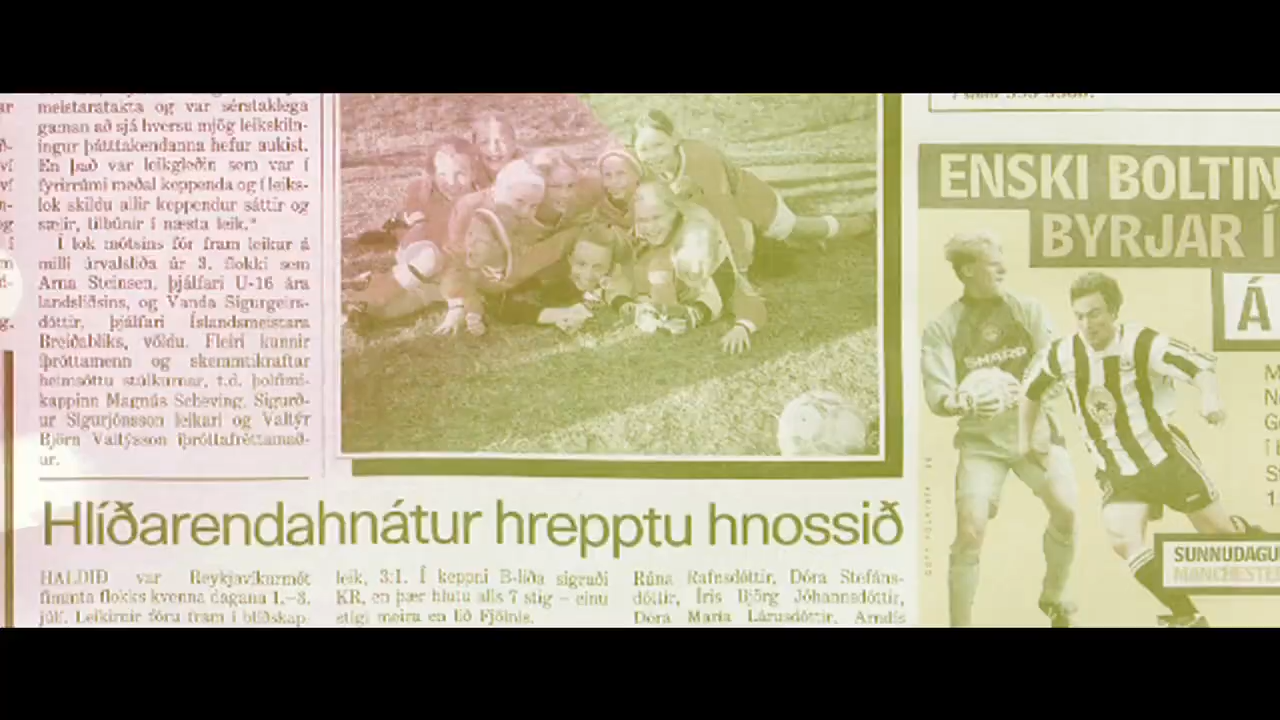 meistaratakta og var sérstaklega
gaman að sjá hversu mjög leikskiln-
ingur þátttakendanna hefur aukist.
En það var leikgleðin sem var í
fyrirrúmi meðal keppenda og í leiks-
lok skildu allir keppendur sáttir og
sælir, tilbúnir í næsta leik."
Í lok mótsins fór fram leikur á
milli úrvalsliða úr 3. flokki sem
Arna Steinsen, þjálfari U-16 ára
landsliðsins, og Vanda Sigurgeirs-
dóttir, þjálfari Íslandsmeistara
Breiðabliks, völdu. Fleiri kunnir
íþróttamenn og skemmtikraftar
heimsóttu stúlkurnar, t.d. þolfimi-
kappinn Magnús Scheving, Sigurð-
ur Sigurjónsson leikari og Valtýr
Björn Valtýsson íþróttafréttamað-
ur.
Hlíðarendahnátur hrepptu hnossið
HALDIÐ var Reykjavíkurmót
fimmta flokks kvenna dagana 1.-3.
júlí. Leikirnir fóru fram í blíðskap-
leik, 3:1. Í keppni B-liða sigraði
KR, en þær hlutu alls 7 stig – einu
stigi meira en lið Fjölnis.
Rúna Rafnsdóttir, Dóra Stefáns-
dóttir, Íris Björg Jóhannsdóttir,
Dóra María Lárusdóttir, Arndís
ENSKI BOLTIN
BYRJAR Í
Á
SHARP
SUNNUDAGU
MANCHESTER